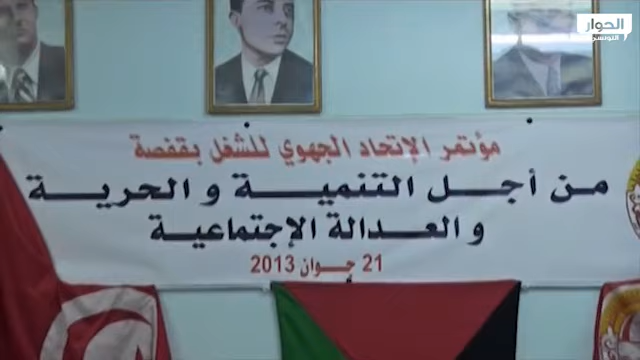 الحوار
التونسي
مؤتمر الإتحاد الجهوي للشغل بقفصة
من أجل التنمية و الحرية
و العدالة الإجتماعية
21 جوان 2013